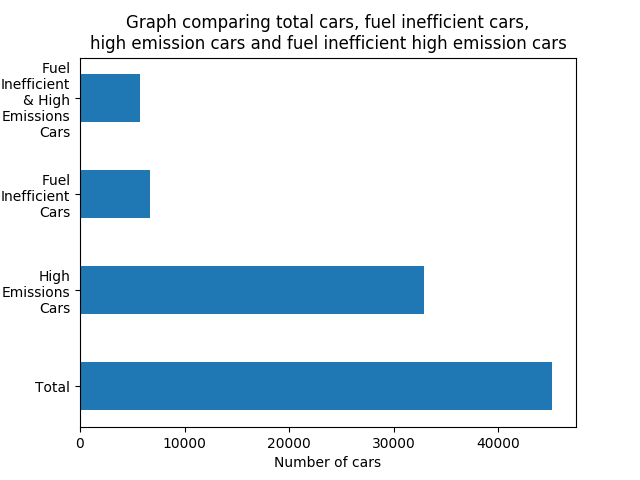 Graph comparing total cars, fuel inefficient cars,
high emission cars and fuel inefficient high emission cars
Fuel
Inefficient
& High
Emissions
Cars
Fuel
Inefficient
Cars
High
Emissions
Cars
Total
0 10000 20000 30000 40000
Number of cars